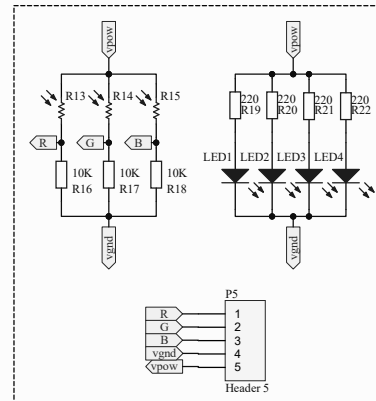 vpow
vpow
R13 R14 R15
220 220 220 220
R19 R20 R21 R22
R G B
LED1 LED2 LED3 LED4
10K 10K 10K
R16 R17 R18
vgnd
vgnd
P5
R 1
G 2
B 3
vgnd 4
vpow 5
Header 5